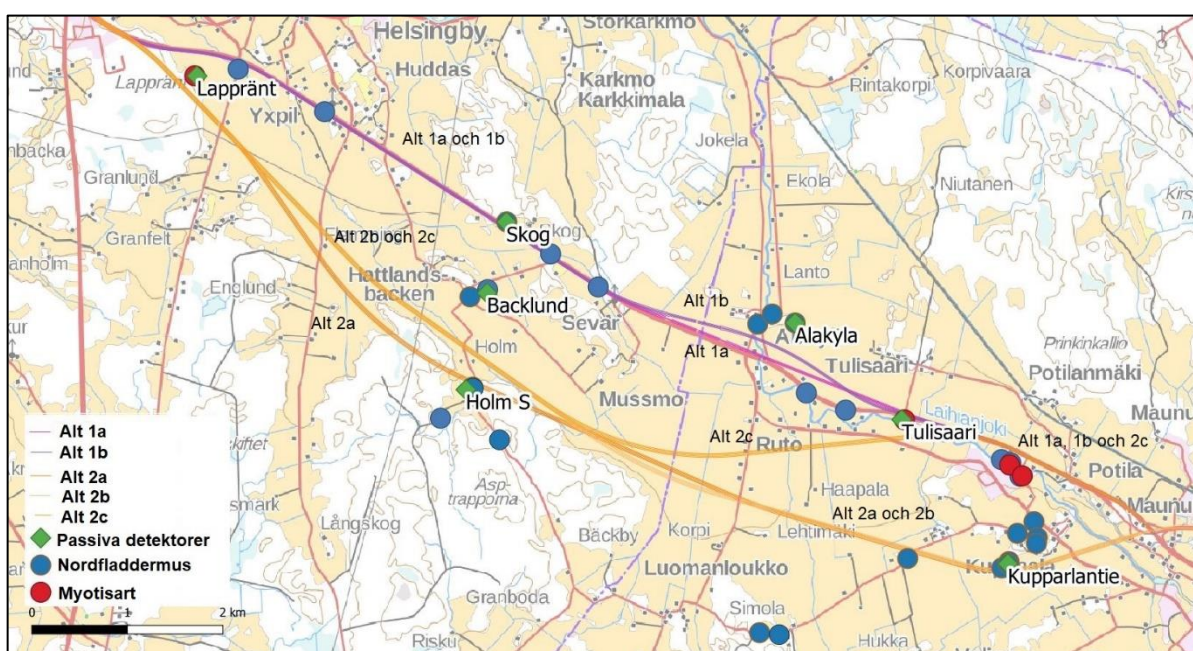 Helsingby
Storkarkmo
Huddas
Karkmo
Karkkimala
Rintakorpi
Korpivaara
Lappränt
Yxpil
Jokela
Alt 1a och 1b
Granlund
Ekola
Niutanen
Granfelt
Skog
Alt 2b och 2c
Hattlands-
backen
Lanto
Englund
Backlund
Sevar
Alt 1b
Alakyla
Alt 2a
Alt 1a
Tulisaari
Prinkinkallio
Potilanmäki
Holm
Holm S
Mussmo
Laihanjoki
Tulisaari
Alt 2c
Ruto
Alt 1a, 1b och 2c
Potila
Asp-
trapporna
Haapala
Långskog
Bäckby
Korpi
Lehtimäki
Alt 2a och 2b
Luomanloukko
Kupparlantie
Granboda
Simola
Risku
Hukka
Alt 1a
Alt 1b
Alt 2a
Alt 2b
Alt 2c
Passiva detektorer
Nordfladdermus
Myotisart
0 1 2 km